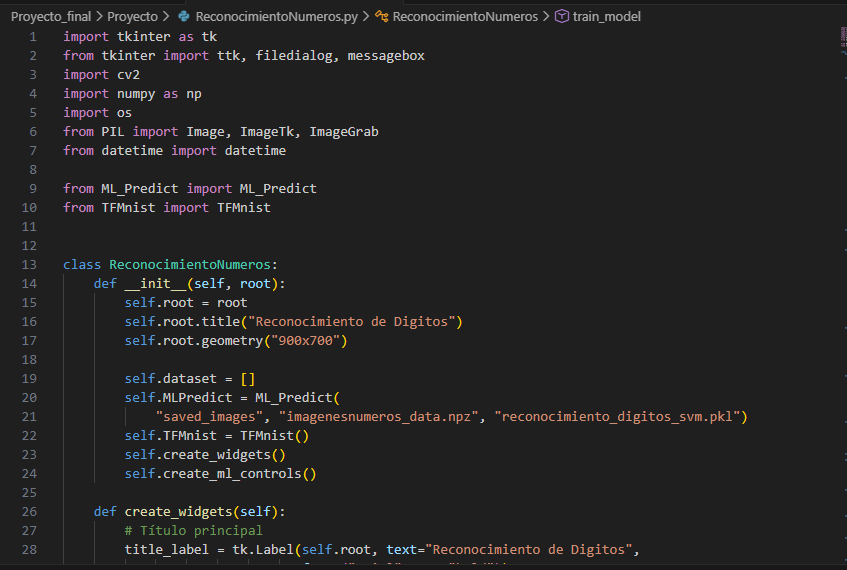 Proyecto_final > Proyecto > ReconocimientoNumeros.py > ReconocimientoNumeros > train_model
1 import tkinter as tk
2 from tkinter import ttk, filedialog, messagebox
3 import cv2
4 import numpy as np
5 import os
6 from PIL import Image, ImageTk, ImageGrab
7 from datetime import datetime
8
9 from ML_Predict import ML_Predict
10 from TFMnist import TFMnist
11
12
13 class ReconocimientoNumeros:
14     def __init__(self, root):
15         self.root = root
16         self.root.title("Reconocimiento de Digitos")
17         self.root.geometry("900x700")
18
19         self.dataset = []
20         self.MLPredict = ML_Predict(
21             "saved_images", "imagenesnumeros_data.npz", "reconocimiento_digitos_svm.pkl")
22         self.TFMnist = TFMnist()
23         self.create_widgets()
24         self.create_ml_controls()
25
26     def create_widgets(self):
27         # Título principal
28         title_label = tk.Label(self.root, text="Reconocimiento de Digitos",